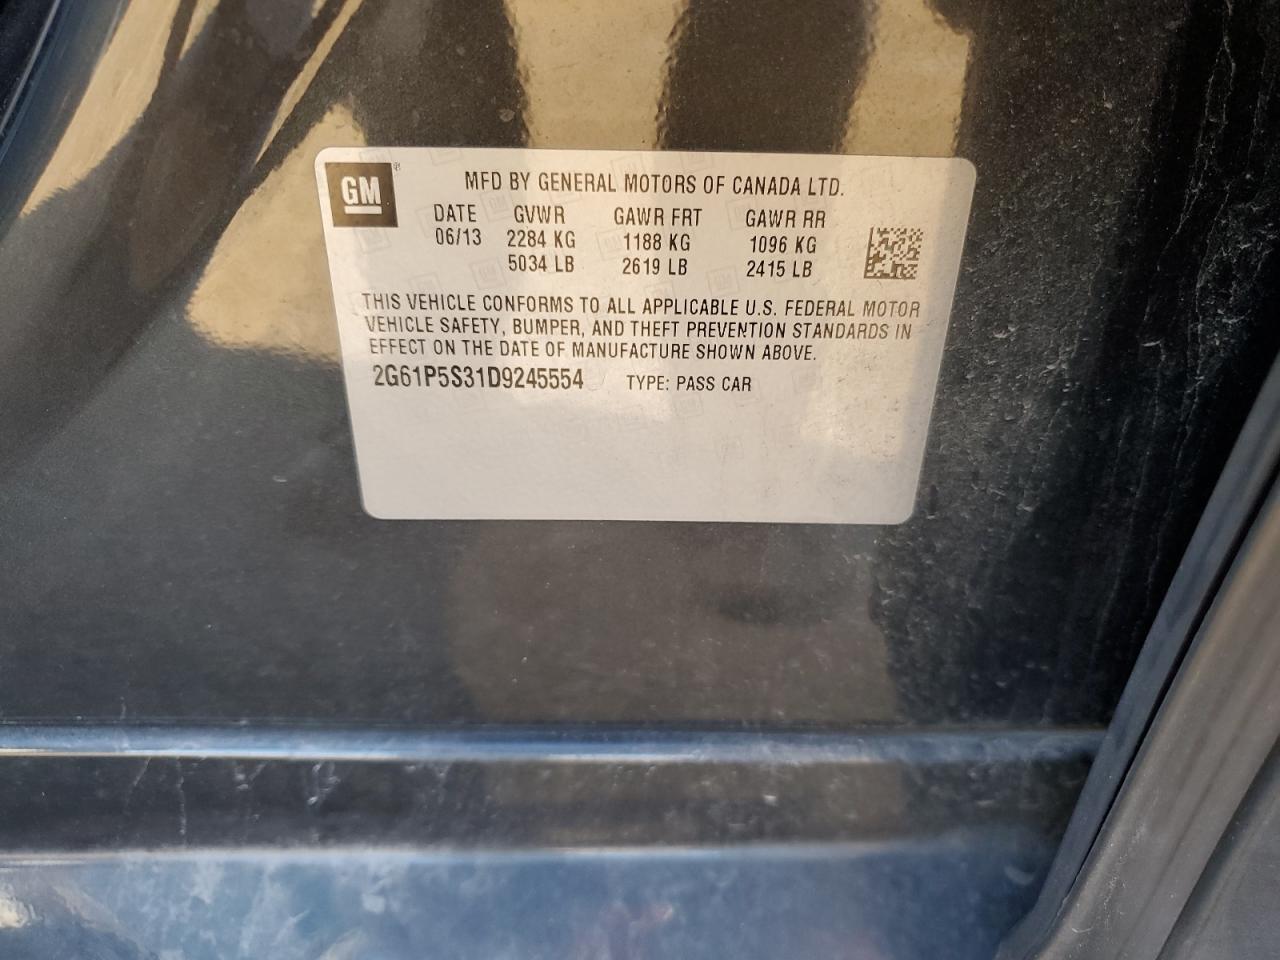 GM ®
MFD BY GENERAL MOTORS OF CANADA LTD.
DATE GVWR GAWR FRT GAWR RR
06/13 2284 KG 1188 KG 1096 KG
5034 LB 2619 LB 2415 LB
THIS VEHICLE CONFORMS TO ALL APPLICABLE U.S. FEDERAL MOTOR
VEHICLE SAFETY, BUMPER, AND THEFT PREVENTION STANDARDS IN
EFFECT ON THE DATE OF MANUFACTURE SHOWN ABOVE.
2G61P5S31D9245554 TYPE: PASS CAR